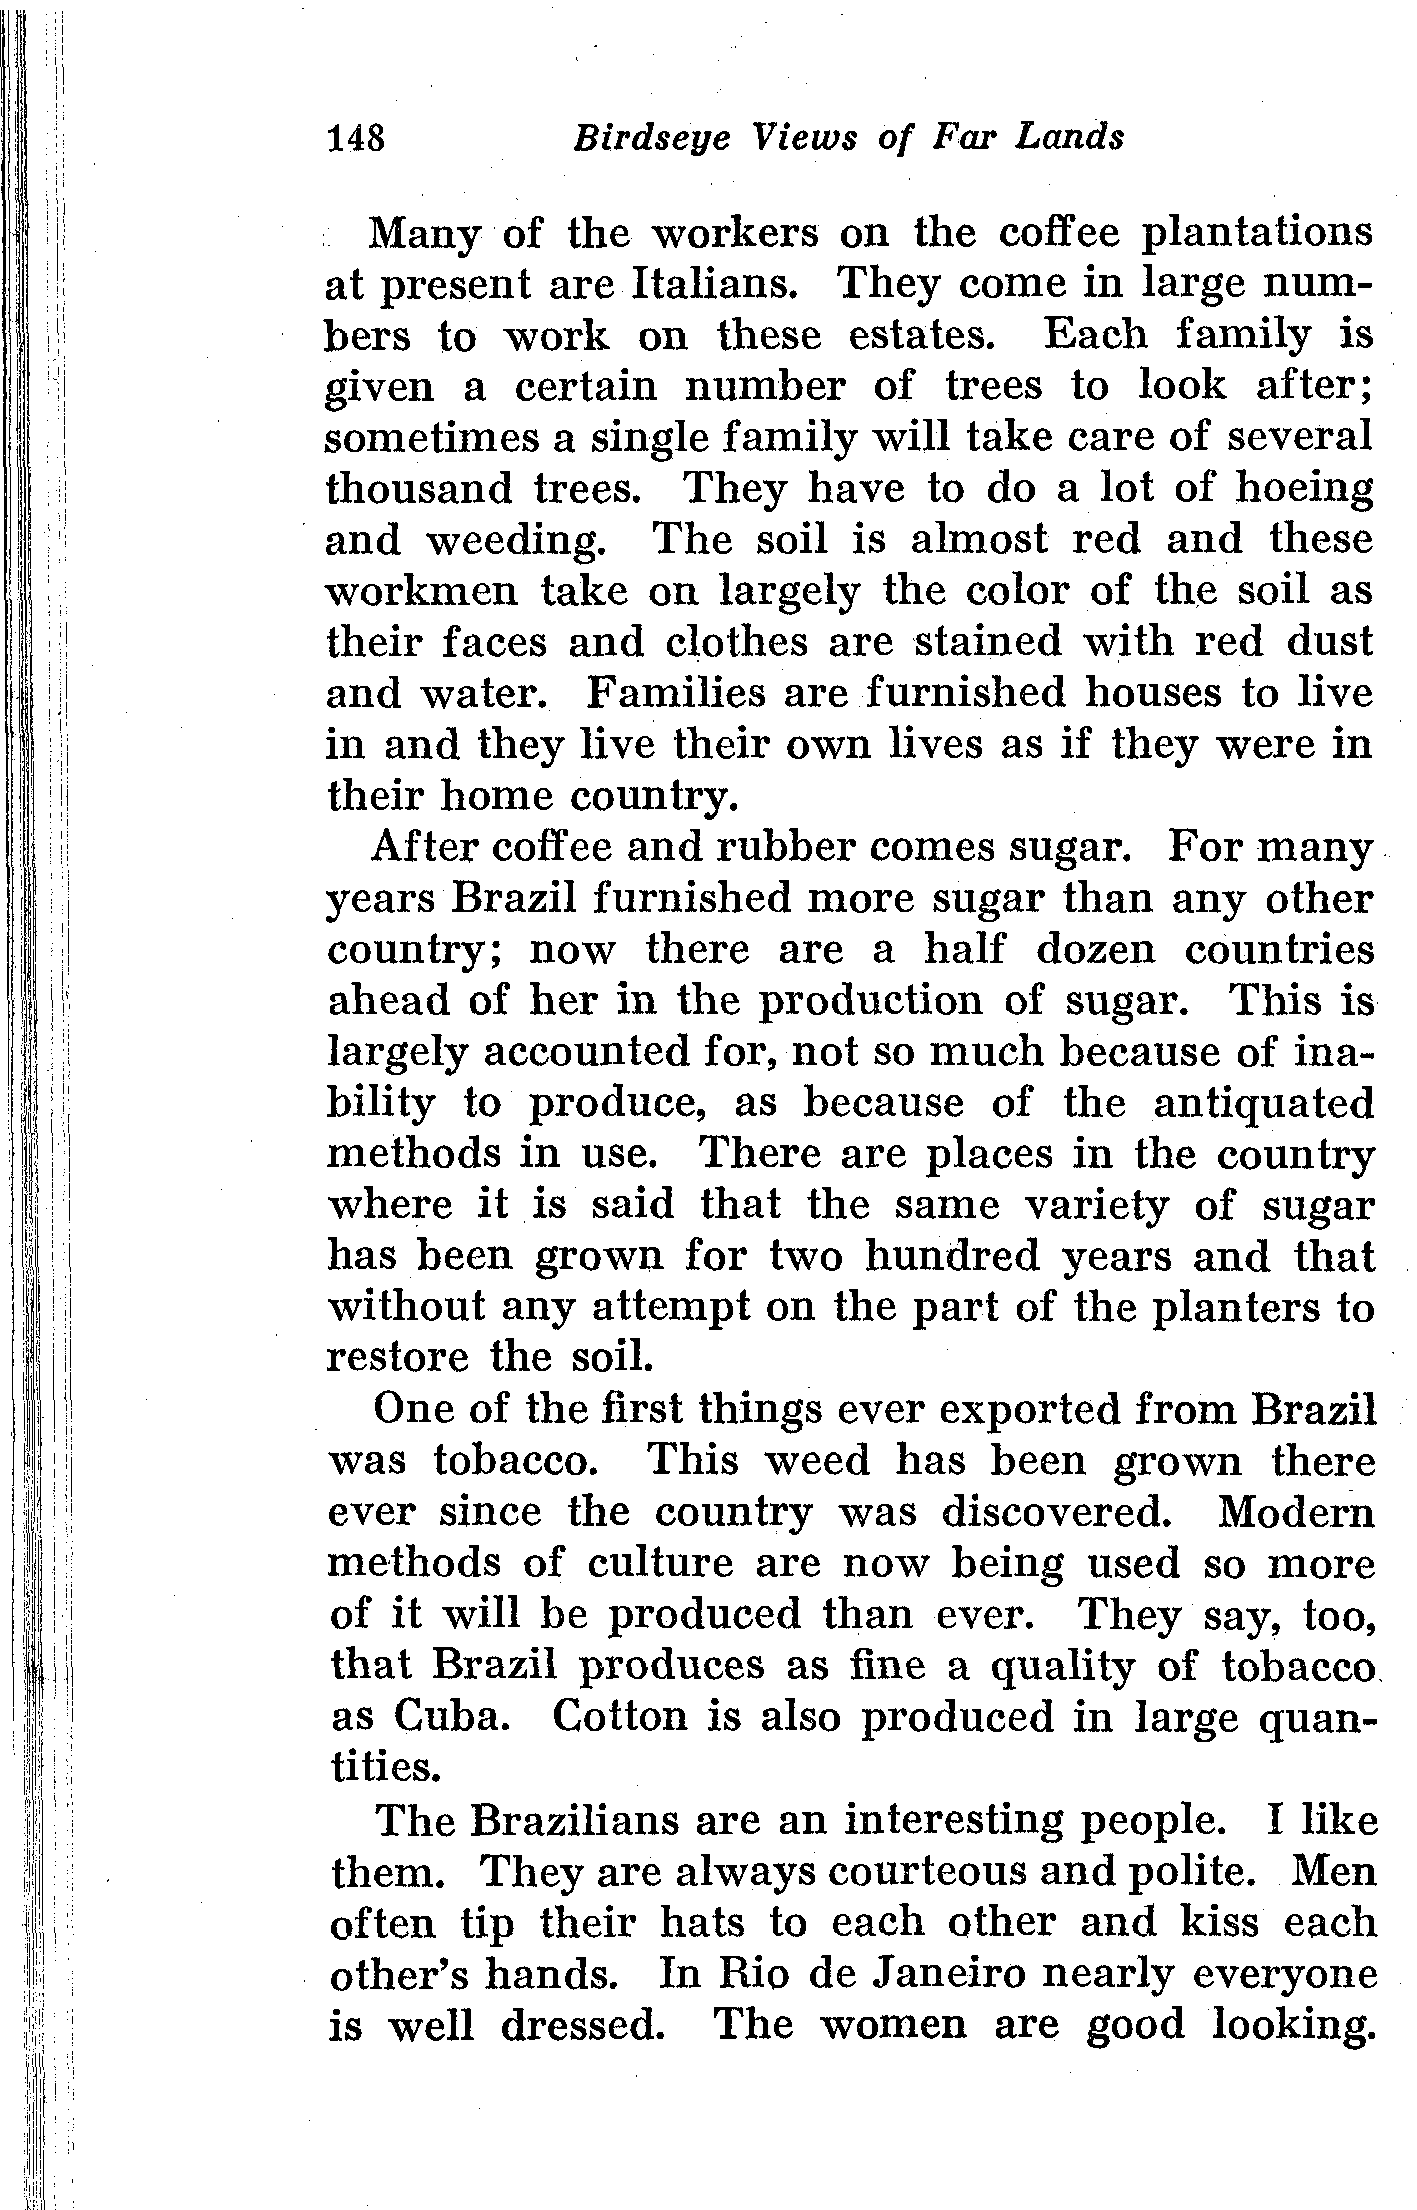 148 Birdseye Views of Far Lands
Many of the workers on the coffee plantations
at present are Italians. They come in large num-
bers to work on these estates. Each family is
given a certain number of trees to look after;
sometimes a single family will take care of several
thousand trees. They have to do a lot of hoeing
and weeding. The soil is almost red and these
workmen take on largely the color of the soil as
their faces and clothes are stained with red dust
and water. Families are furnished houses to live
in and they live their own lives as if they were in
their home country.
After coffee and rubber comes sugar. For many
years Brazil furnished more sugar than any other
country; now there are a half dozen countries
ahead of her in the production of sugar. This is
largely accounted for, not so much because of ina-
bility to produce, as because of the antiquated
methods in use. There are places in the country
where it is said that the same variety of sugar
has been grown for two hundred years and that
without any attempt on the part of the planters to
restore the soil.
One of the first things ever exported from Brazil
was tobacco. This weed has been grown there
ever since the country was discovered. Modern
methods of culture are now being used so more
of it will be produced than ever. They say, too,
that Brazil produces as fine a quality of tobacco
as Cuba. Cotton is also produced in large quan-
tities.
The Brazilians are an interesting people. I like
them. They are always courteous and polite. Men
often tip their hats to each other and kiss each
other's hands. In Rio de Janeiro nearly everyone
is well dressed. The women are good looking.